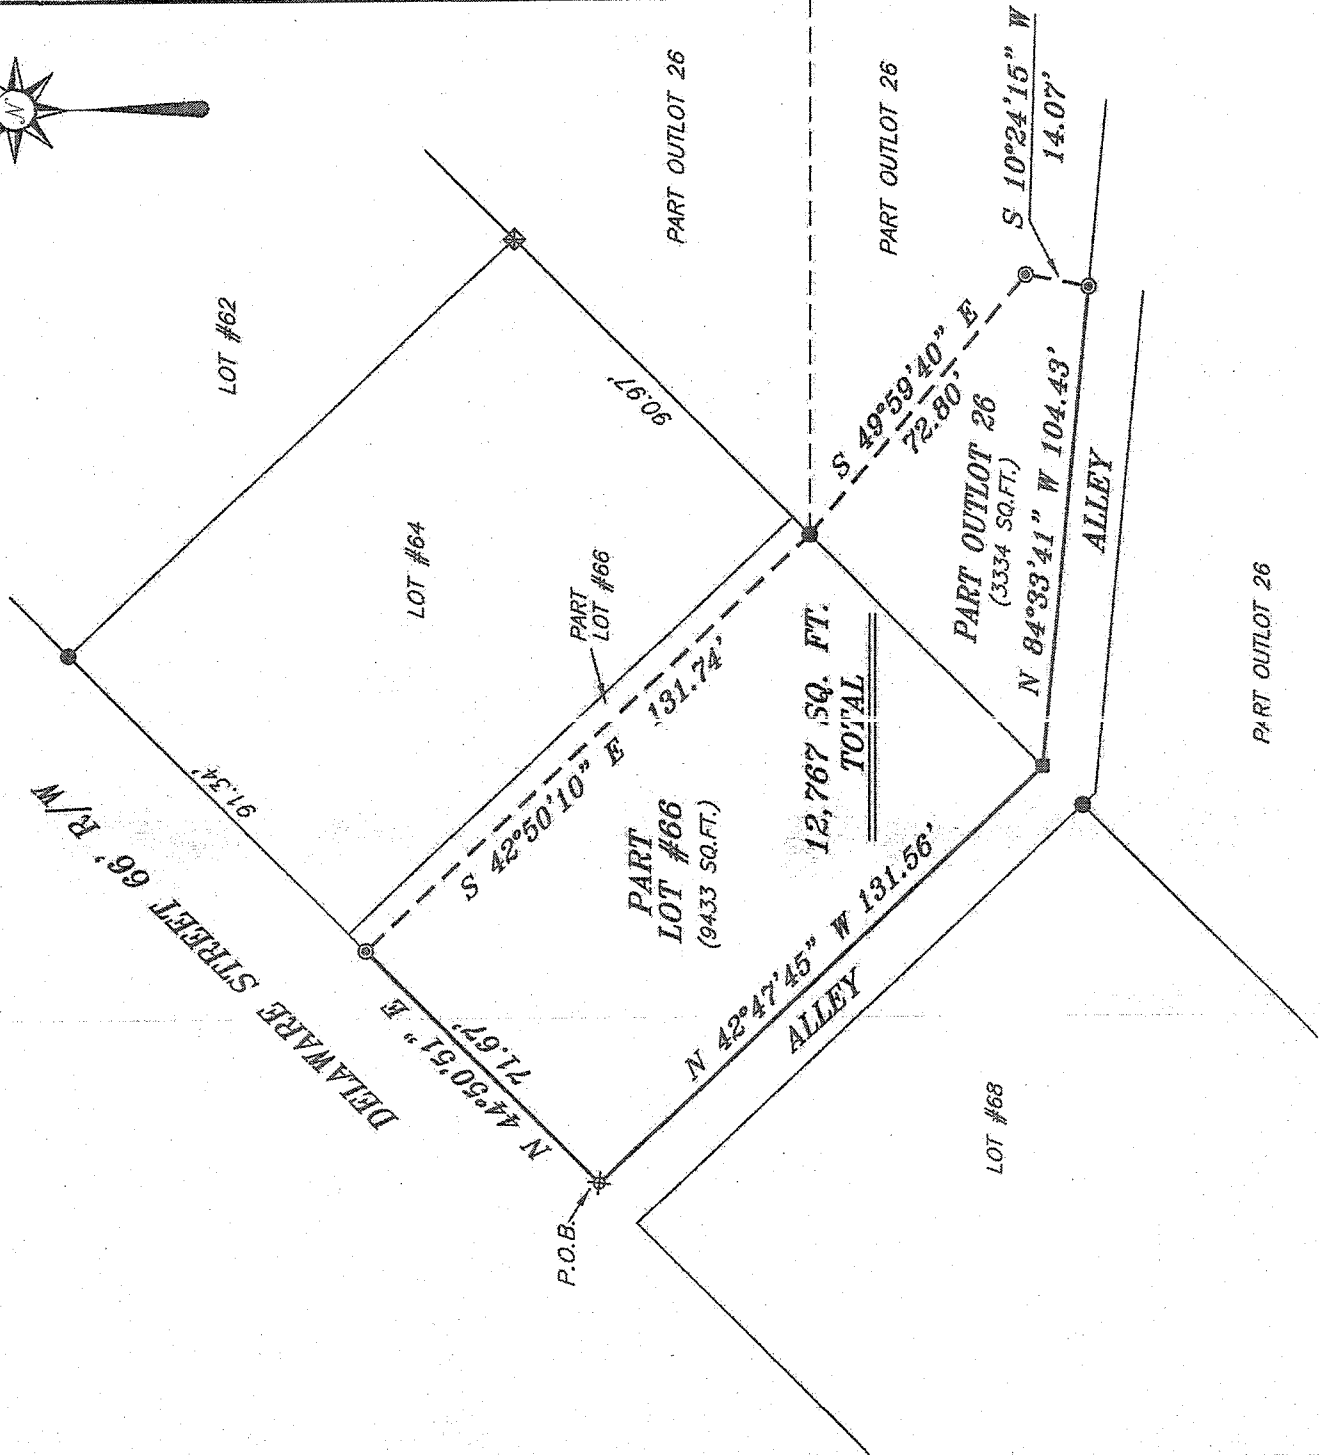 N
PART OUTLOT 26
PART OUTLOT 26
S 10°24'15" W
14.07'
LOT #62
90.97'
S 49°59'40" E
72.80'
LOT #64
PART OUTLOT 26
(3334 SQ.FT.)
N 84°33'41" W 104.43'
ALLEY
PART
LOT #66
PART OUTLOT 26
91.34'
DELAWARE STREET 66' R/W
S 42°50'10" E 131.74'
12,767 SQ. FT.
TOTAL
PART
LOT #66
(9433 SQ.FT.)
N 44°50'51" E
71.67'
N 42°47'45" W 131.56'
ALLEY
P.O.B.
LOT #68